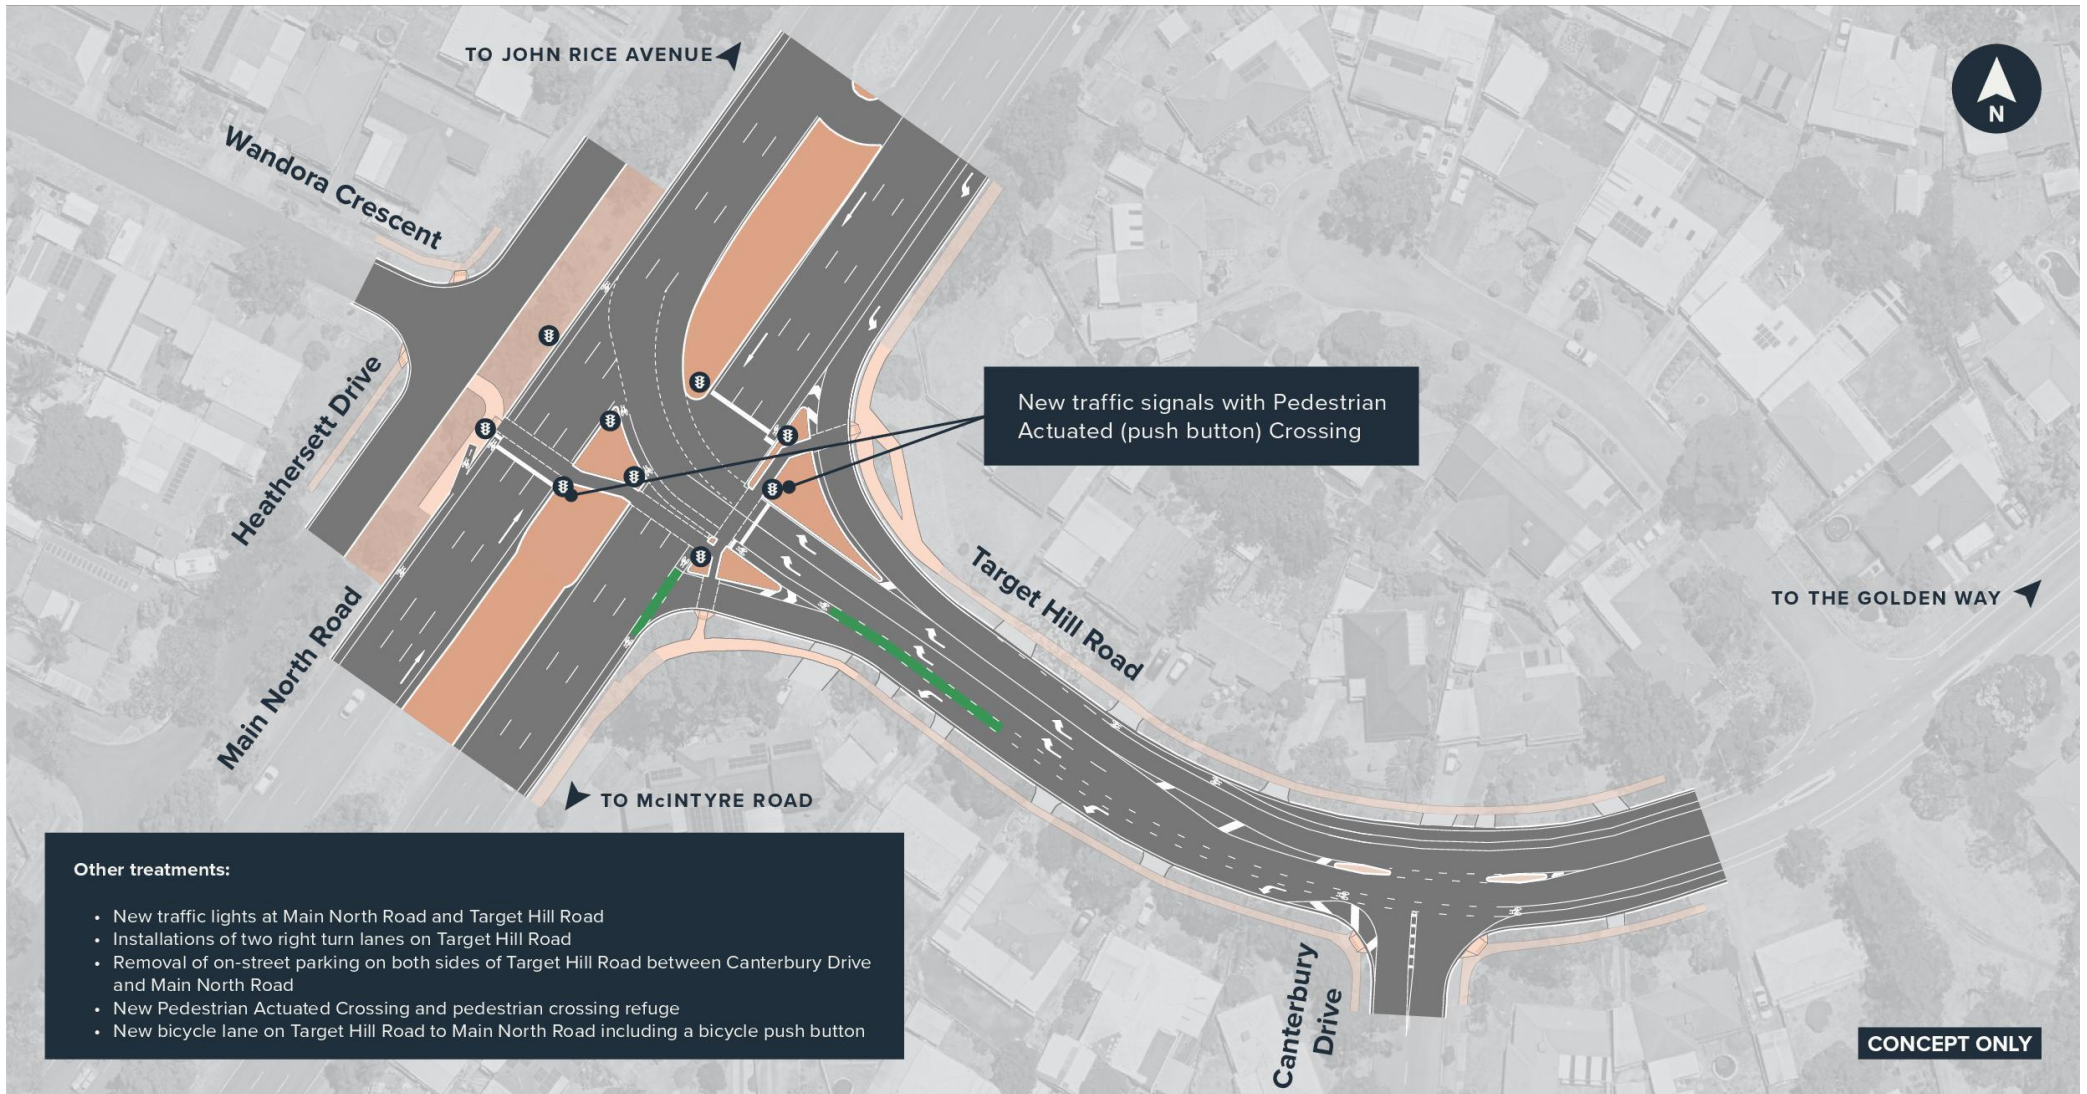 TO JOHN RICE AVENUE
N
Wandora Crescent
New traffic signals with Pedestrian
Actuated (push button) Crossing
Heathersett Drive
Target Hill Road
TO THE GOLDEN WAY
Main North Road
TO McINTYRE ROAD
Other treatments:
• New traffic lights at Main North Road and Target Hill Road
• Installations of two right turn lanes on Target Hill Road
• Removal of on-street parking on both sides of Target Hill Road between Canterbury Drive
and Main North Road
• New Pedestrian Actuated Crossing and pedestrian crossing refuge
• New bicycle lane on Target Hill Road to Main North Road including a bicycle push button
Canterbury
Drive
CONCEPT ONLY